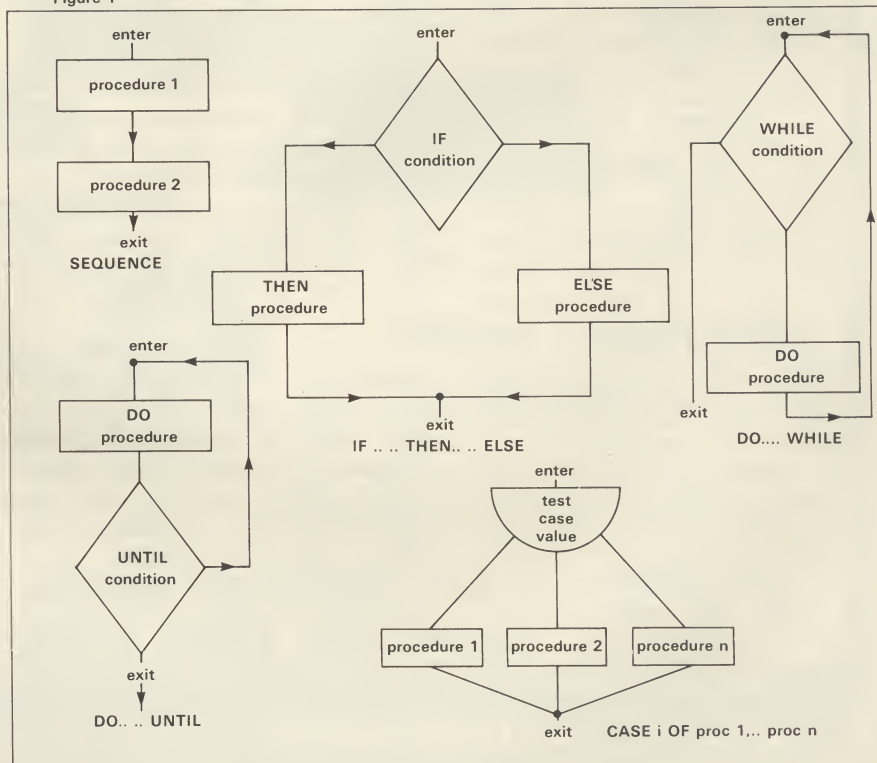 enter
procedure 1
procedure 2
exit
SEQUENCE
enter
IF
condition
THEN
procedure
ELSE
procedure
exit
IF .. .. THEN.. .. ELSE
enter
WHILE
condition
DO
procedure
exit
DO.... WHILE
enter
DO
procedure
UNTIL
condition
exit
DO.. .. UNTIL
enter
test
case
value
procedure 1
procedure 2
procedure n
exit
CASE i OF proc 1,.. proc n